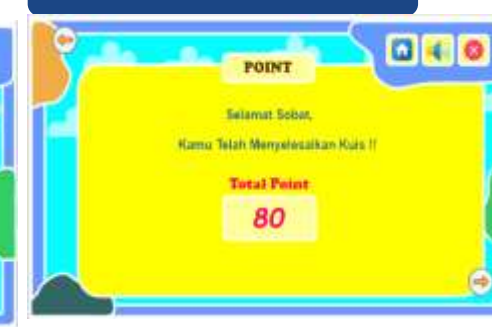 POINT
Selamat Sobat,
Kamu Telah Menyelesaikan Kuis !!
Total Point
80